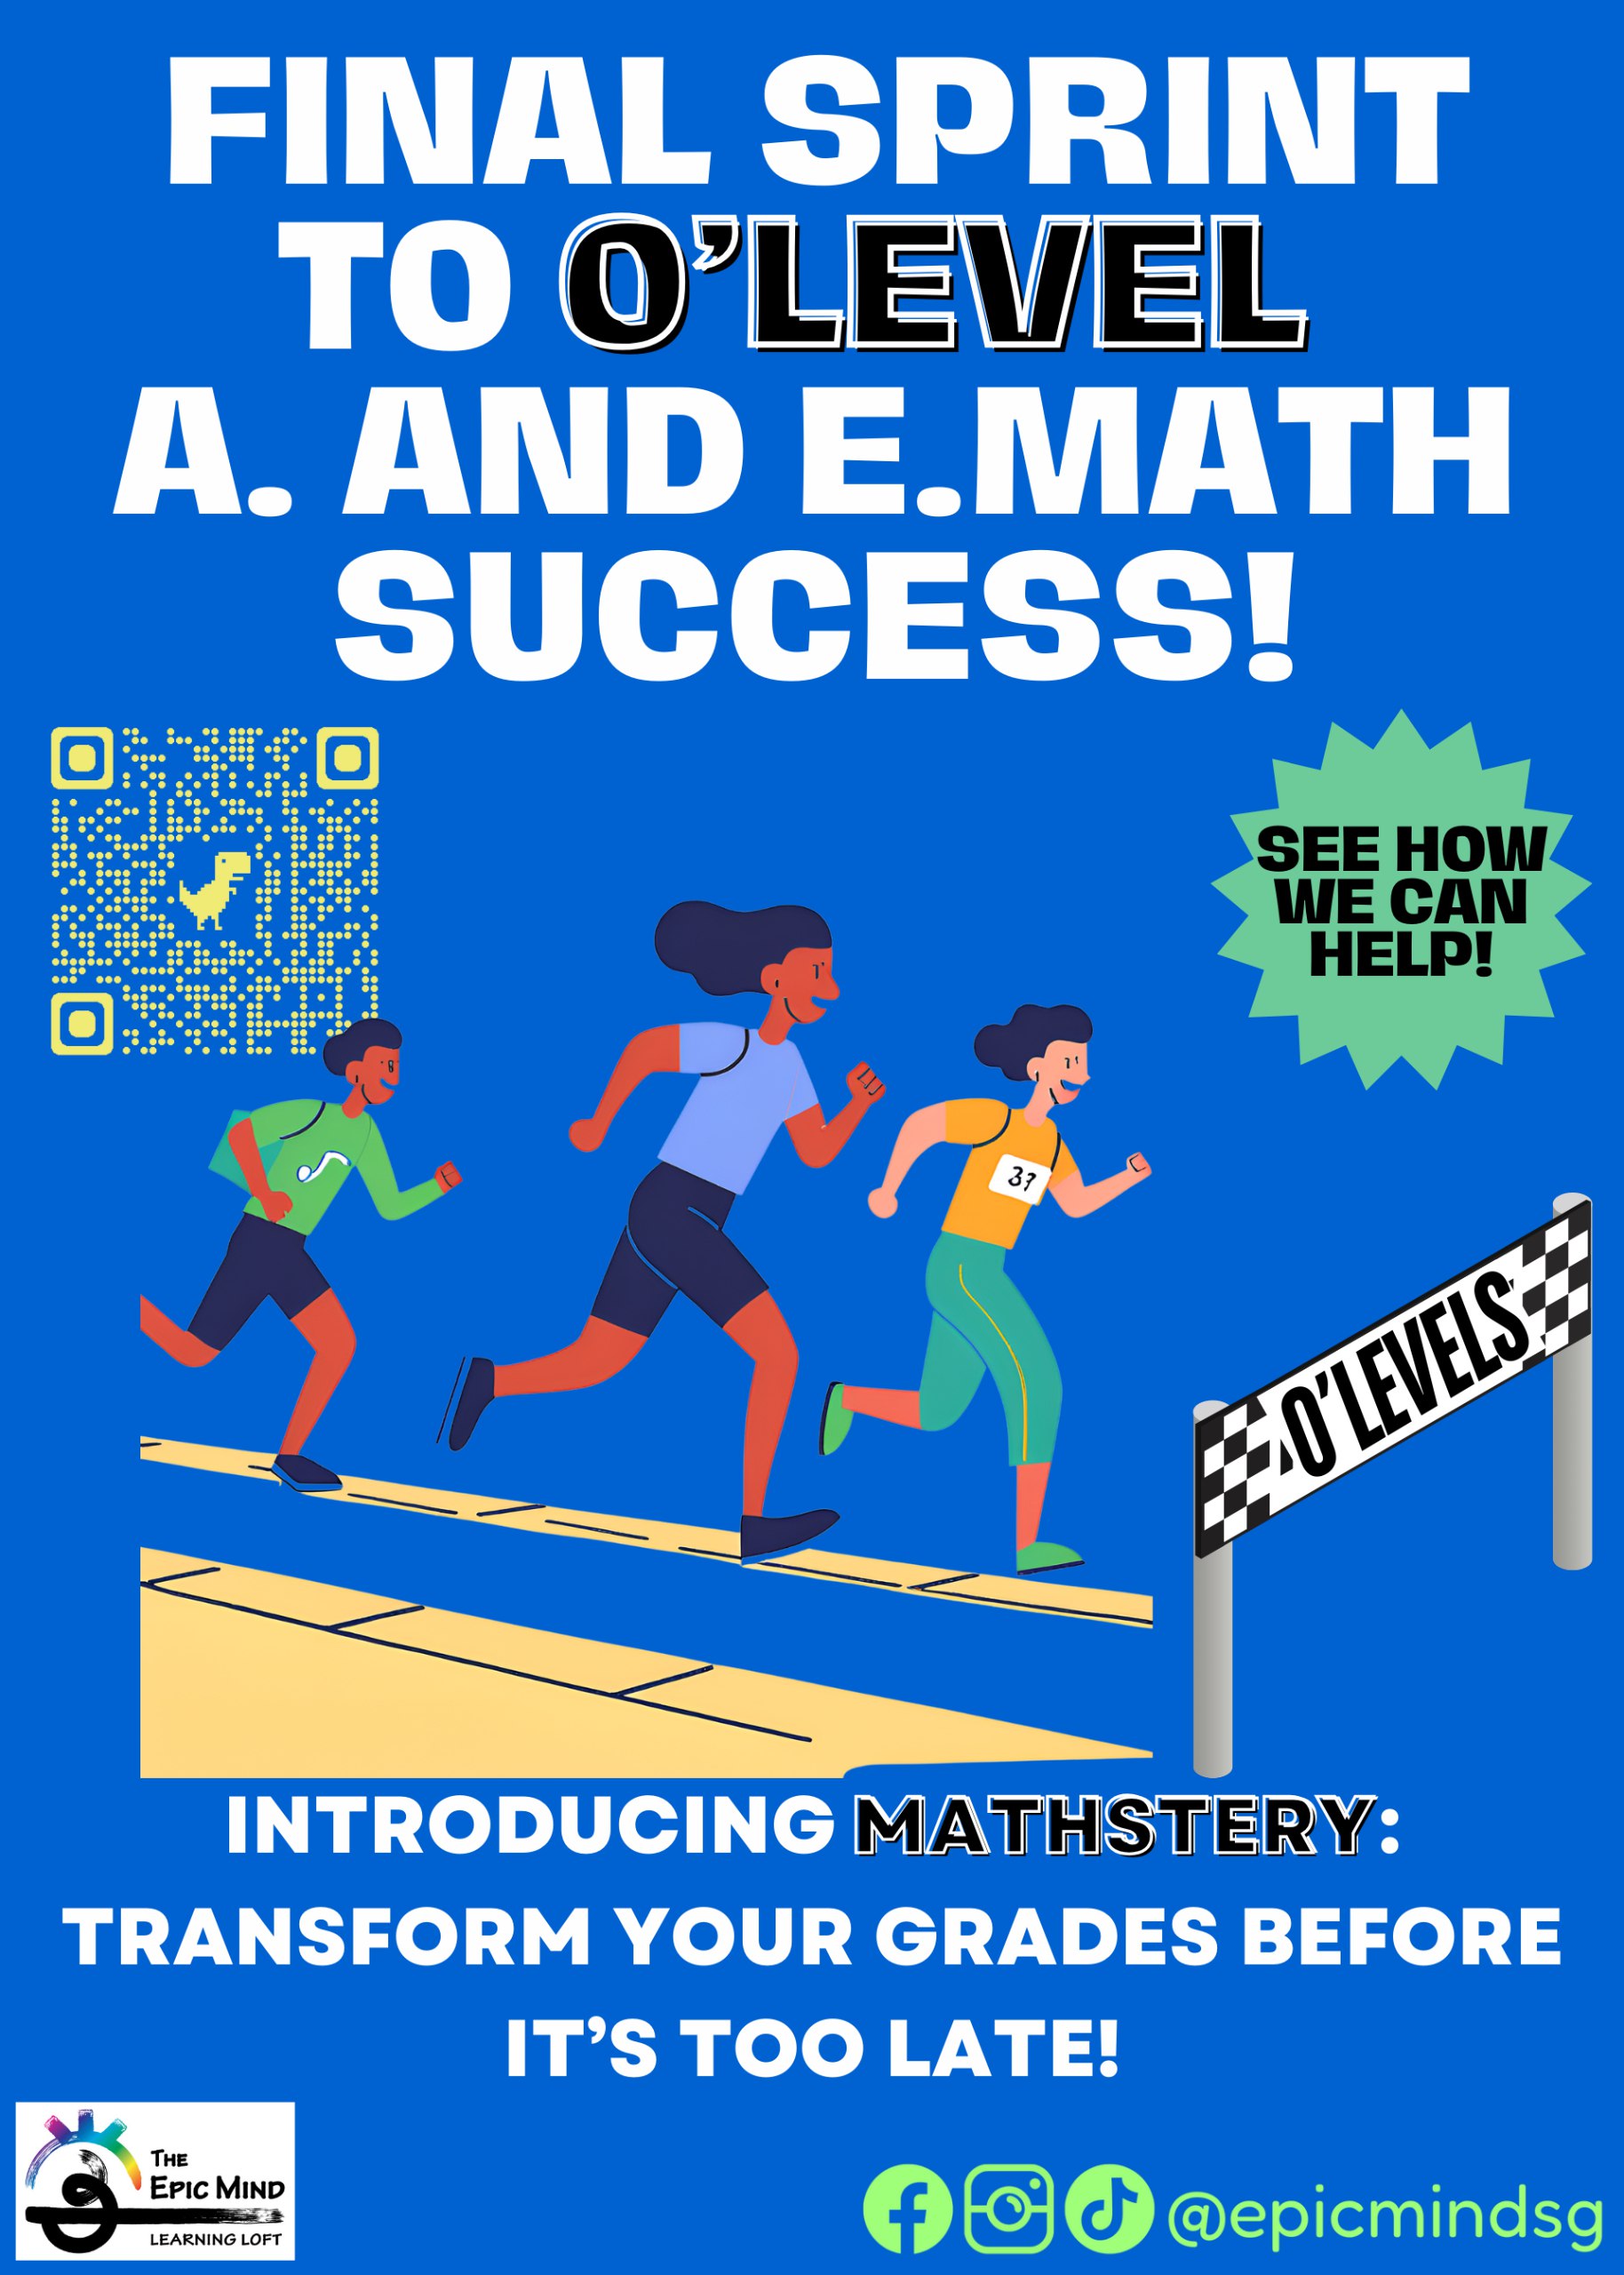 FINAL SPRINT
TO O'LEVEL
A. AND E.MATH
SUCCESS!
SEE HOW
WE CAN
HELP!
37
O'LEVELS
INTRODUCING MATHSTERY:
TRANSFORM YOUR GRADES BEFORE
IT'S TOO LATE!
THE
EPIC MIND
LEARNING LOFT
@epicmindsg